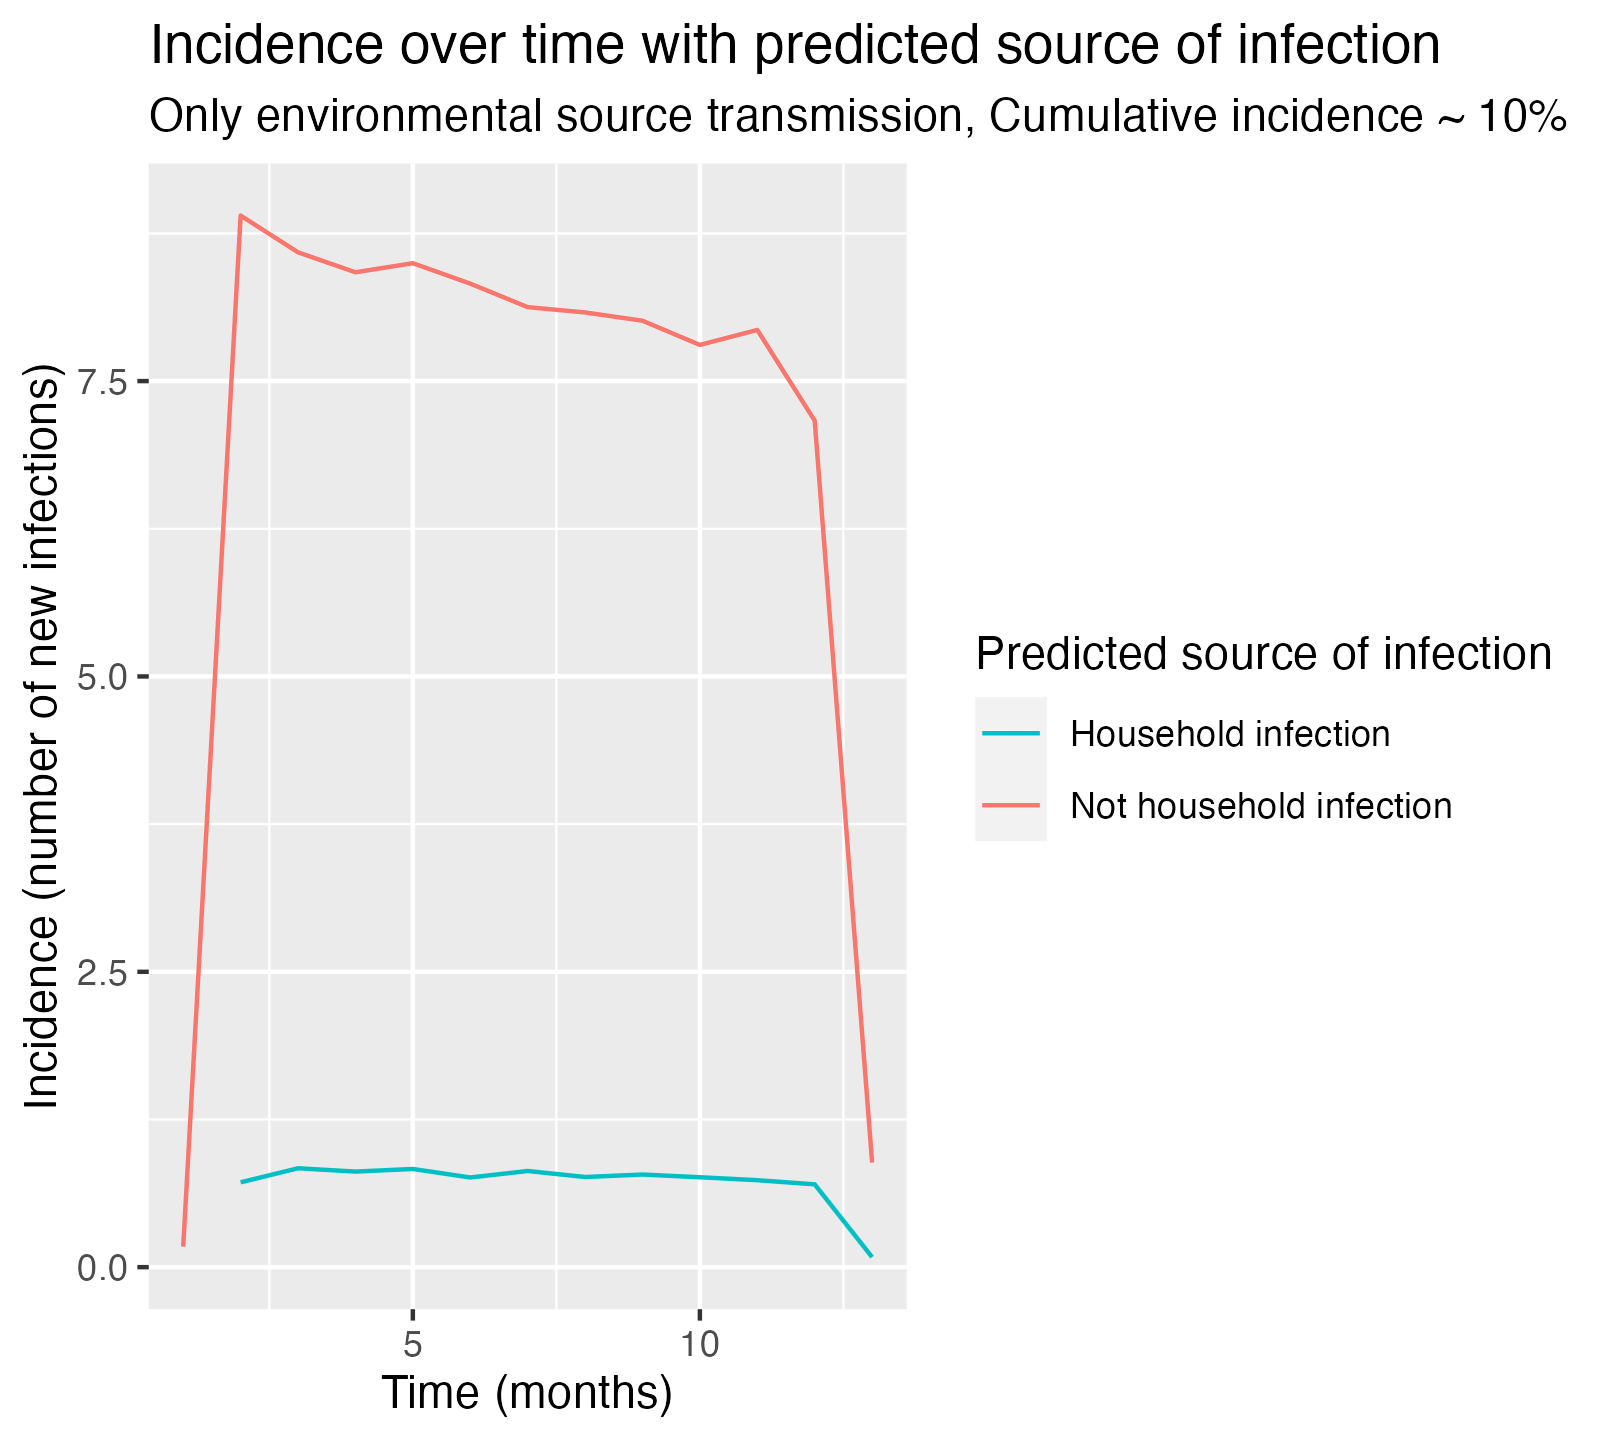 Incidence over time with predicted source of infection
Only environmental source transmission, Cumulative incidence ~ 10%
Incidence (number of new infections)
7.5
5.0
2.5
0.0
5
10
Time (months)
Predicted source of infection
Household infection
Not household infection